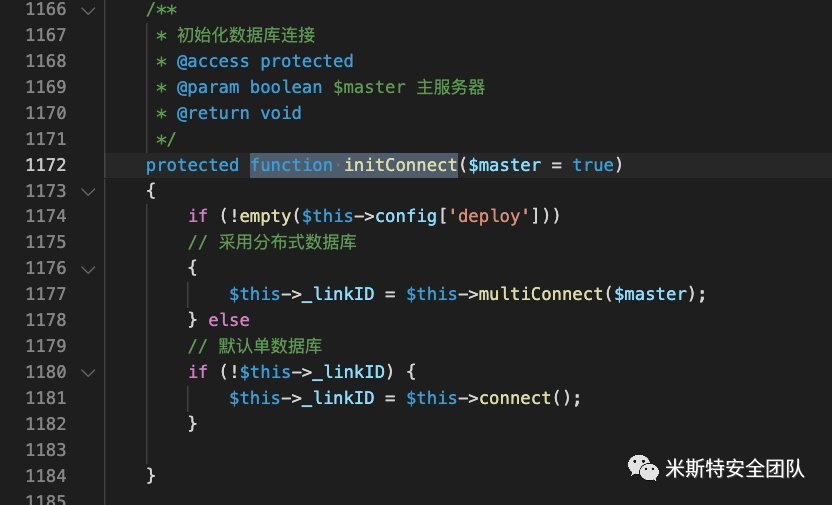 1166 /**
1167 * 初始化数据库连接
1168 * @access protected
1169 * @param boolean $master 主服务器
1170 * @return void
1171 */
1172 protected function initConnect($master = true)
1173 {
1174 if (!empty($this->config['deploy']))
1175 // 采用分布式数据库
1176 {
1177 $this->_linkID = $this->multiConnect($master);
1178 } else
1179 // 默认单数据库
1180 if (!$this->_linkID) {
1181 $this->_linkID = $this->connect();
1182 }
1183
1184 }
1185
米斯特安全团队